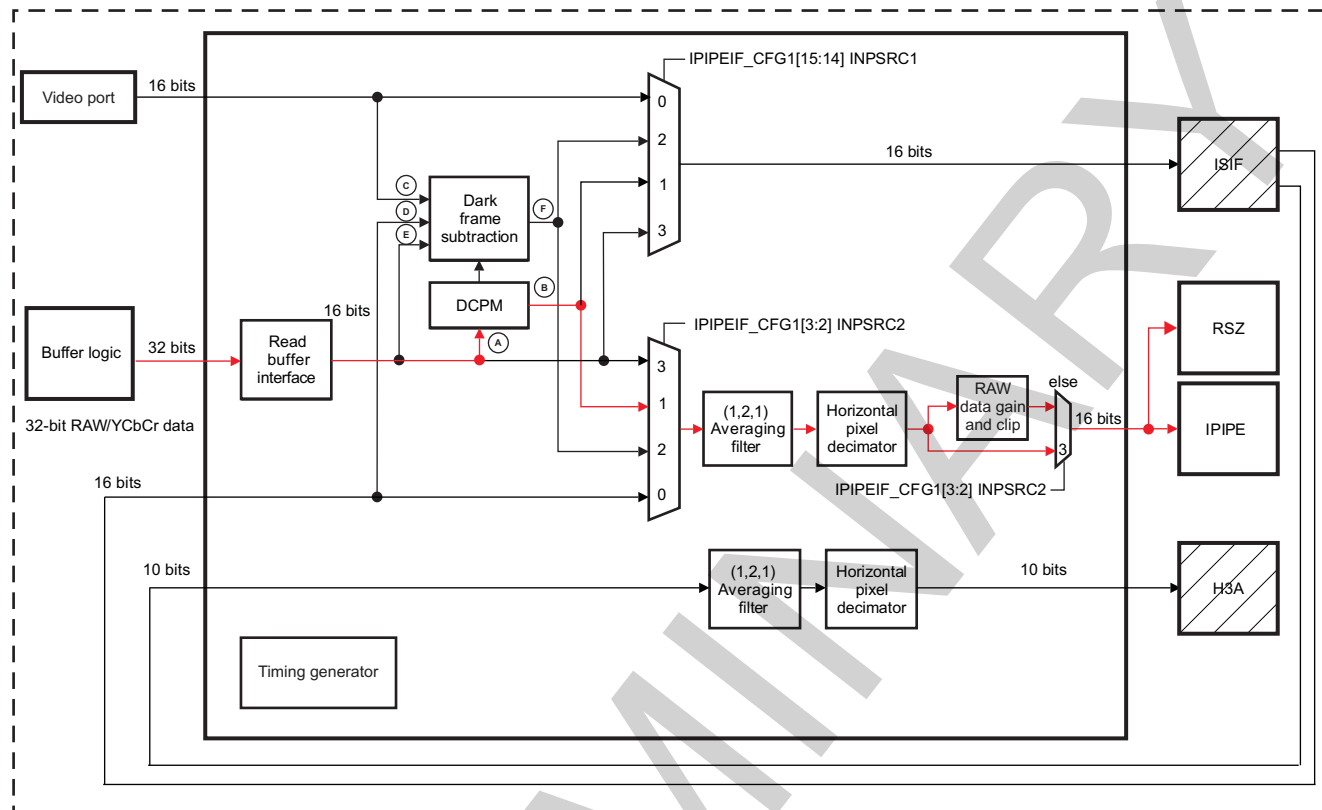 IPIPEIF_CFG1[15:14] INPSRC1
Video port
16 bits
0
2
1
3
16 bits
ISIF
C
D
E
Dark
frame
subtraction
F
DCPM
B
A
Buffer logic
32 bits
32-bit RAW/YCbCr data
Read
buffer
interface
16 bits
IPIPEIF_CFG1[3:2] INPSRC2
3
1
2
0
(1,2,1)
Averaging
filter
Horizontal
pixel
decimator
RAW
data gain
and clip
else
3
16 bits
IPIPEIF_CFG1[3:2] INPSRC2
RSZ
IPIPE
16 bits
10 bits
(1,2,1)
Averaging
filter
Horizontal
pixel
decimator
10 bits
H3A
Timing generator
MINARY